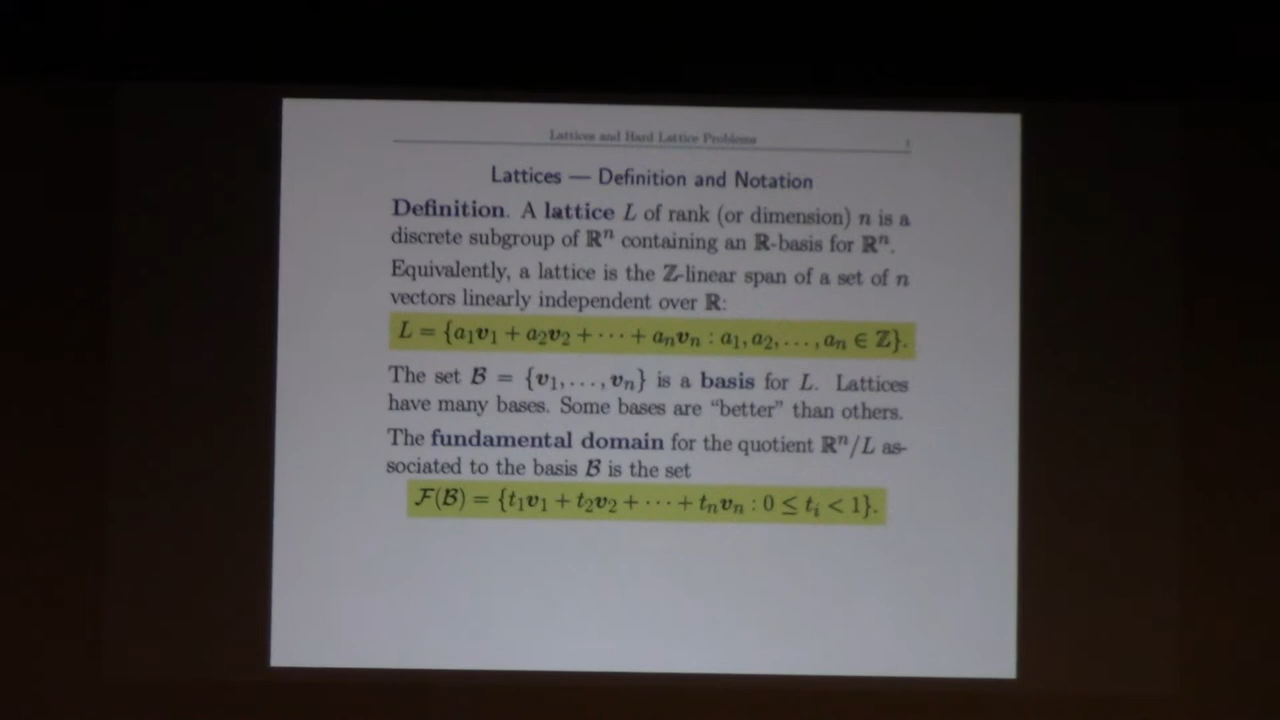 Lattices and Hard Lattice Problems 1
Lattices — Definition and Notation
Definition. A lattice L of rank (or dimension) n is a
discrete subgroup of ℝⁿ containing an ℝ-basis for ℝⁿ.
Equivalently, a lattice is the ℤ-linear span of a set of n
vectors linearly independent over ℝ:
L = {a₁v₁ + a₂v₂ + ⋯ + aₙvₙ : a₁, a₂, . . . , aₙ ∈ ℤ}.
The set ℬ = {v₁, . . . , vₙ} is a basis for L. Lattices
have many bases. Some bases are “better” than others.
The fundamental domain for the quotient ℝⁿ/L as-
sociated to the basis ℬ is the set
ℱ(ℬ) = {t₁v₁ + t₂v₂ + ⋯ + tₙvₙ : 0 ≤ tᵢ < 1}.